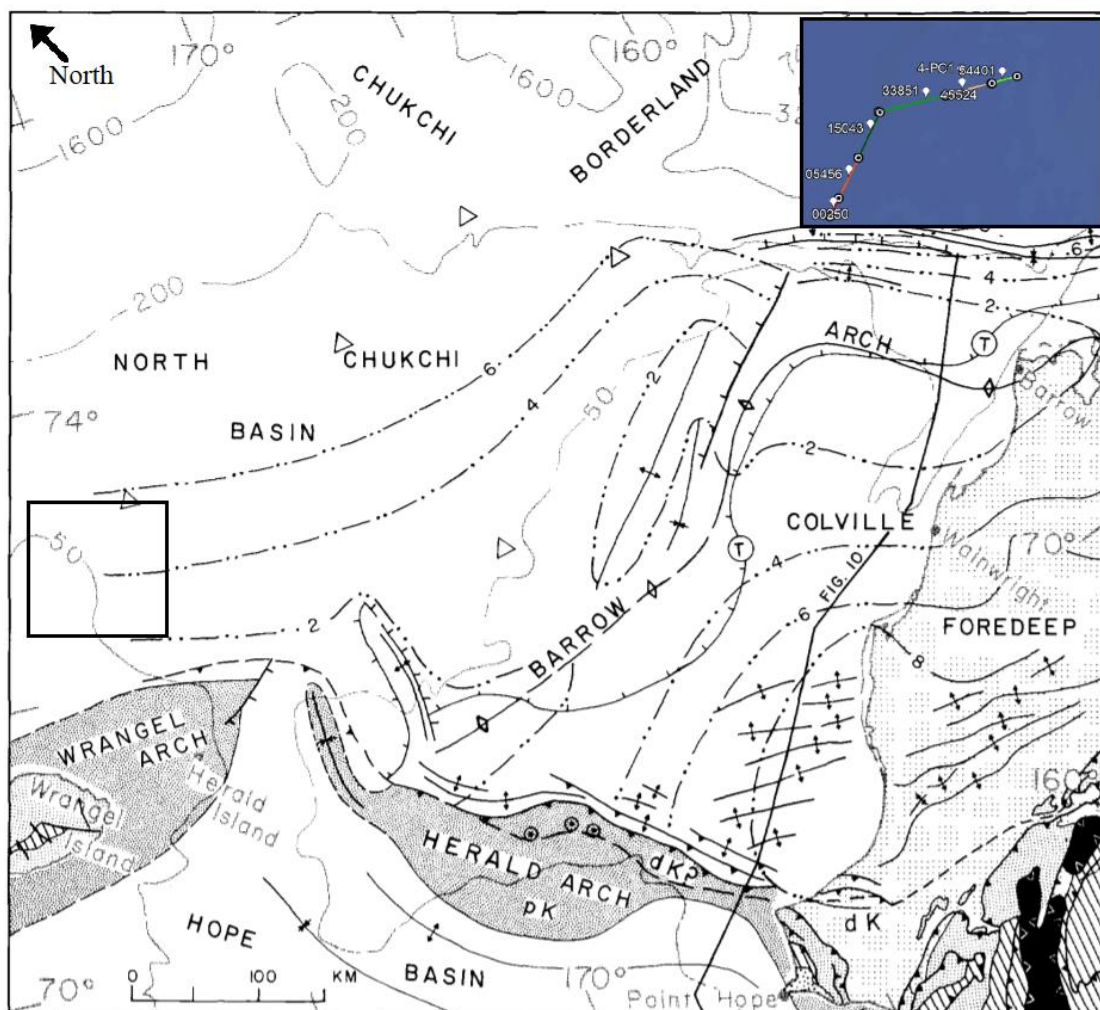 North
170°
160°
1600
1600
CHUKCHI
BORDERLAND
200
200
4-PC1
94401
33851
45524
15043
05456
00250
6
4
2
NORTH
CHUKCHI
BASIN
6
4
2
50
ARCH
T
Barrow
74°
2
50
COLVILLE
Wainwright
70°
T
4
FIG. 10
6
FOREDEEP
8
BARROW
2
WRANGEL
ARCH
Wrangel
Island
Herald
Island
160°
HERALD ARCH
dK?
pK
dK
HOPE
BASIN
0 100 KM
70°
170°
Point Hope